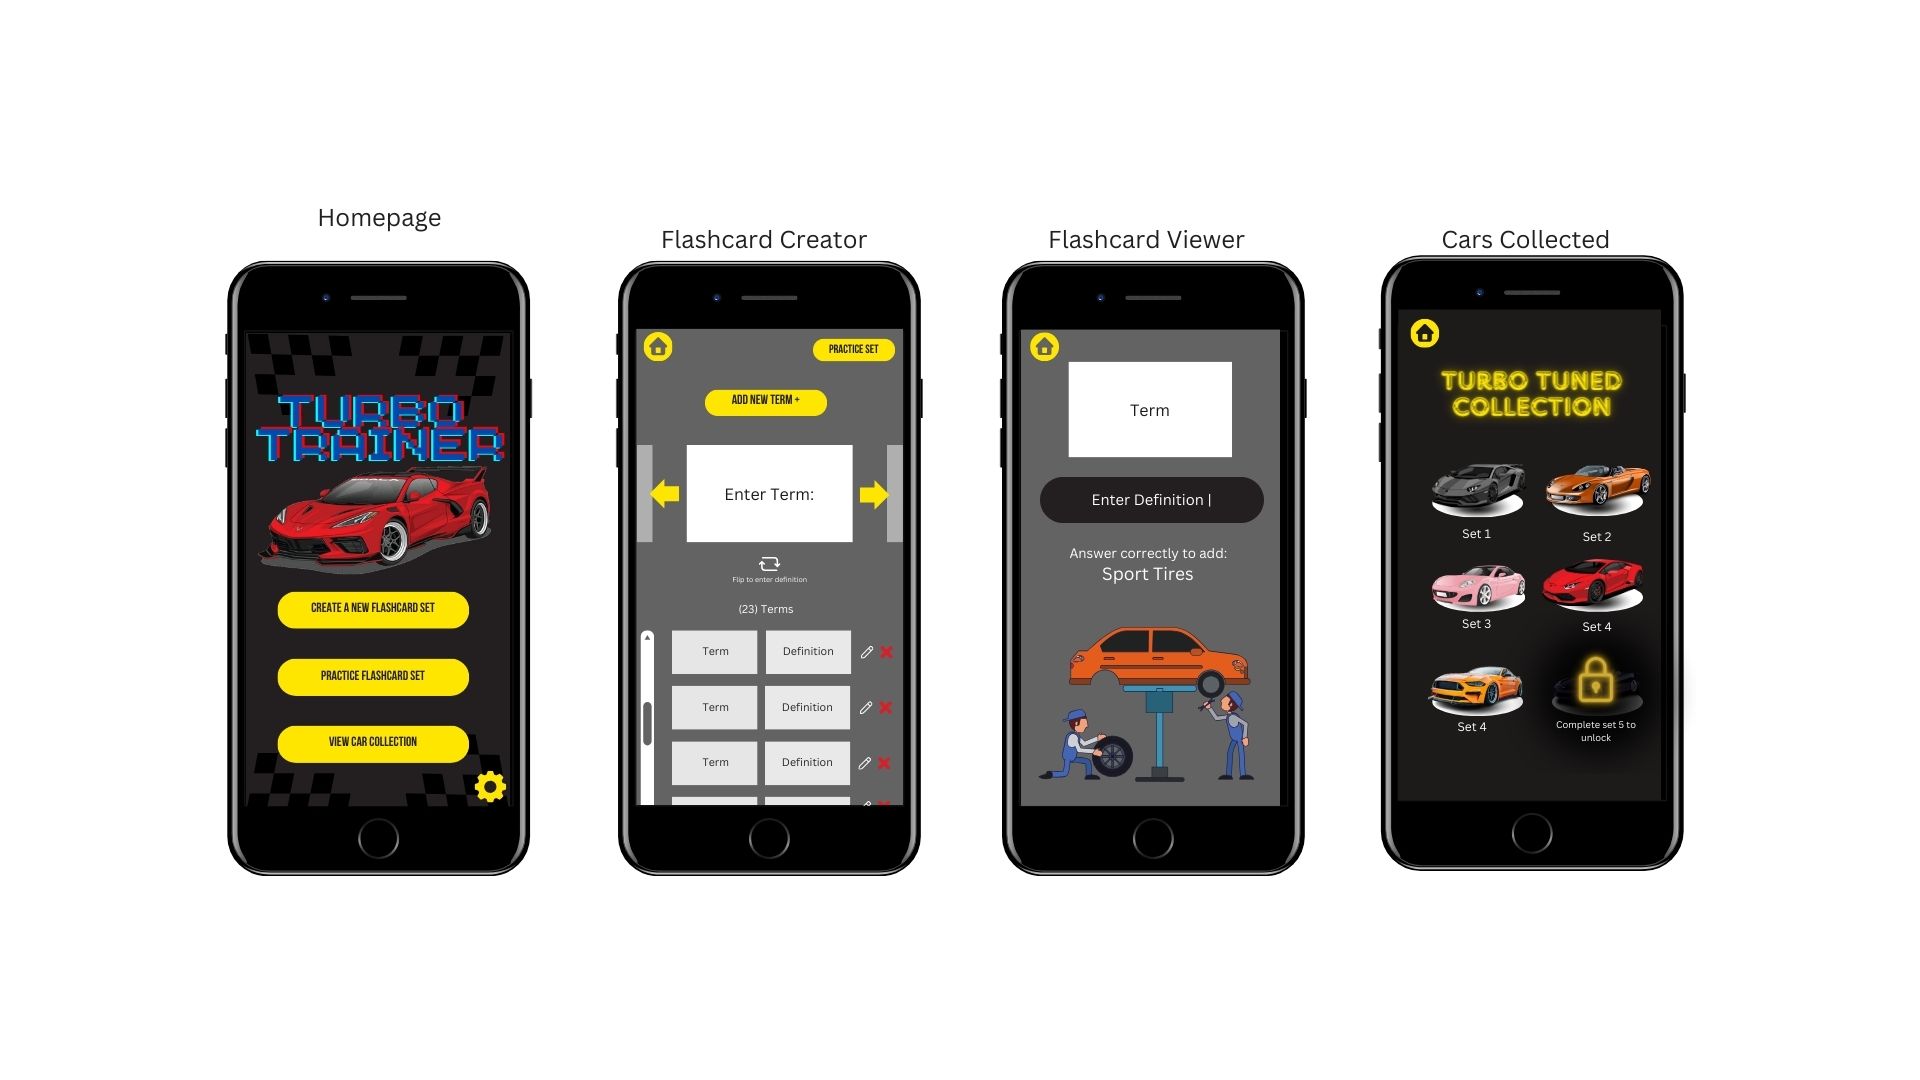 Homepage
TURBO
TRAINER
CREATE A NEW FLASHCARD SET
PRACTICE FLASHCARD SET
VIEW CAR COLLECTION
Flashcard Creator
PRACTICE SET
ADD NEW TERM +
Enter Term:
Flip to enter definition
(23) Terms
Term Definition
Term Definition
Term Definition
Flashcard Viewer
Term
Enter Definition |
Answer correctly to add:
Sport Tires
Cars Collected
TURBO TUNED
COLLECTION
Set 1 Set 2
Set 3 Set 4
Set 4 Complete set 5 to
unlock